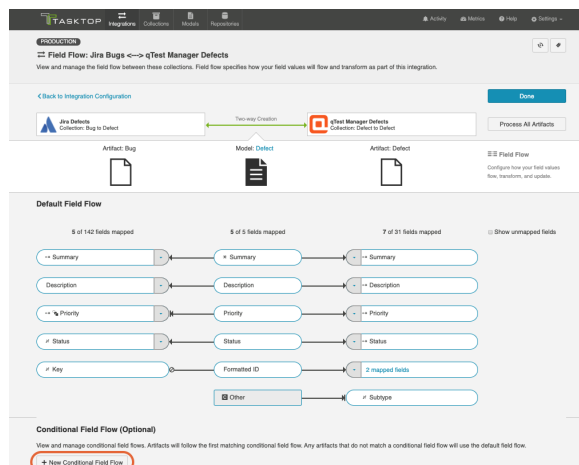 TASKTOP
Integrations
Collections
Models
Repositories
Activity
Metrics
Help
Settings
PRODUCTION
Field Flow: Jira Bugs <—> qTest Manager Defects
View and manage the field flow between these collections. Field flow specifies how your field values will flow and transform as part of this integration.
Back to Integration Configuration
Done
Jira Defects
Collection: Bug to Defect
Two-way Creation
qTest Manager Defects
Collection: Defect to Defect
Process All Artifacts
Artifact: Bug
Model: Defect
Artifact: Defect
Field Flow
Configure how your field values
flow, transform, and update.
Default Field Flow
5 of 142 fields mapped
5 of 5 fields mapped
7 of 31 fields mapped
Show unmapped fields
Summary
Summary
Summary
Description
Description
Description
Priority
Priority
Priority
Status
Status
Status
Key
Formatted ID
2 mapped fields
Other
Subtype
Conditional Field Flow (Optional)
View and manage conditional field flows. Artifacts will follow the first matching conditional field flow. Any artifacts that do not match a conditional field flow will use the default field flow.
+ New Conditional Field Flow